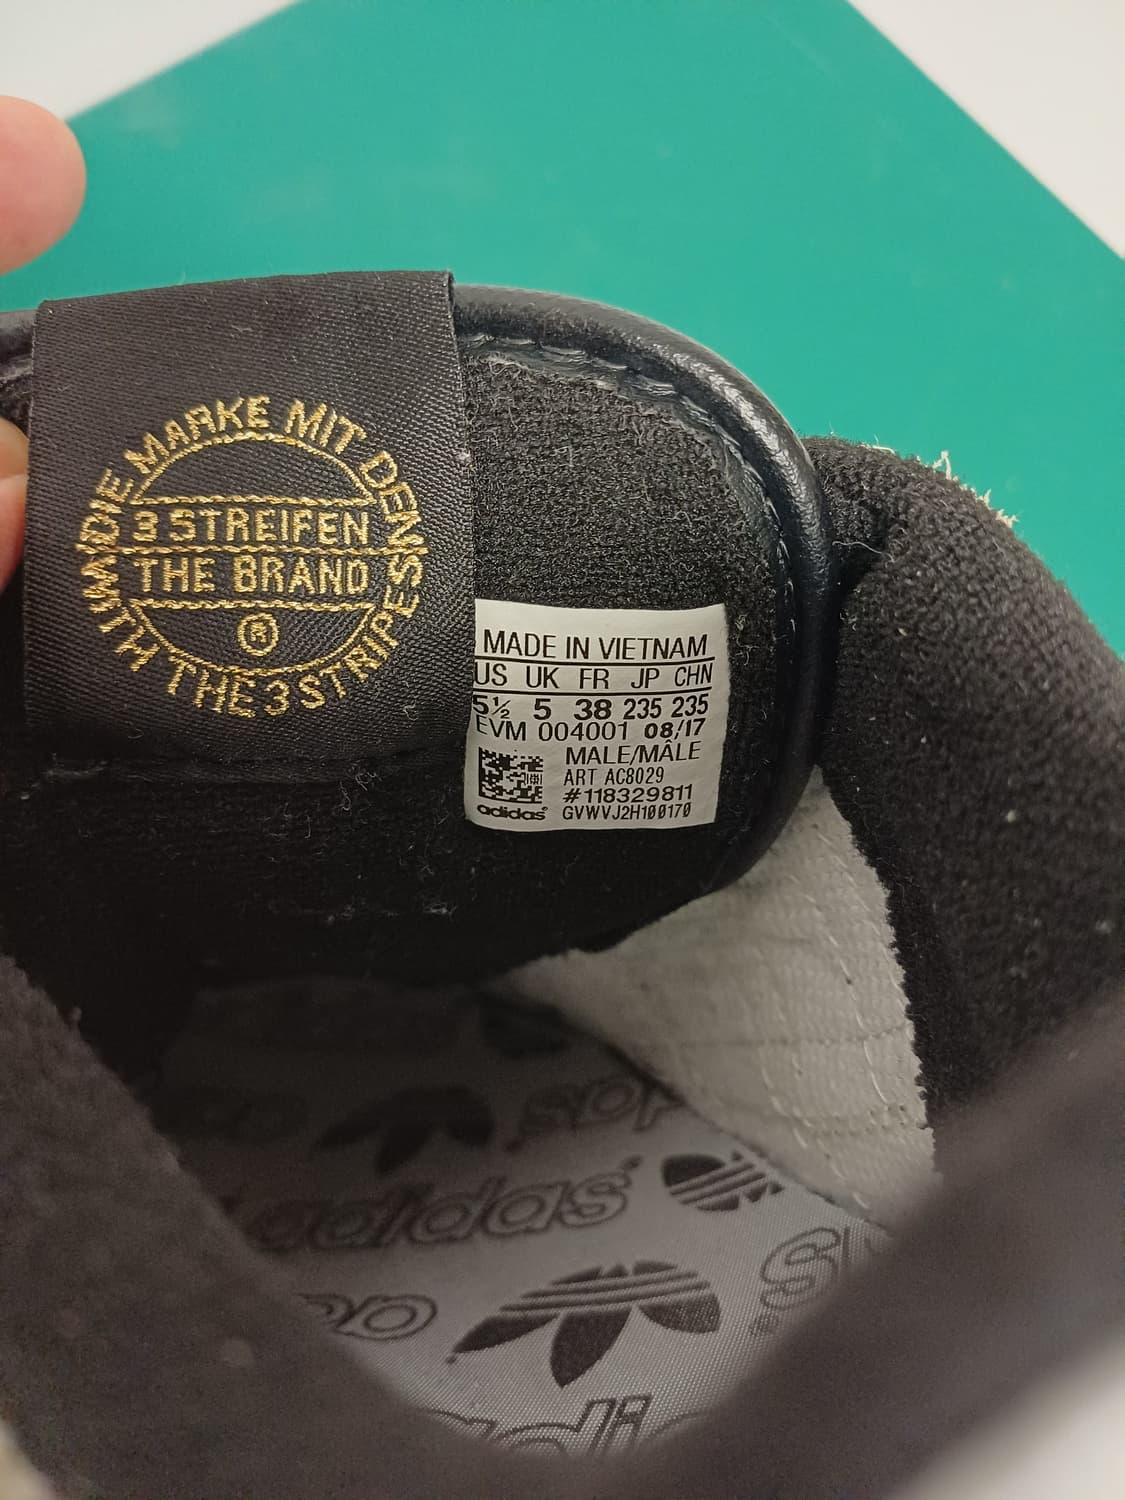 DIE MARKE MIT DEN
3 STREIFEN
THE BRAND
®
WITH THE 3 STRIPES
MADE IN VIETNAM
US UK FR JP CHN
5½ 5 38 235 235
EVM 004001 08/17
MALE/MÂLE
ART AC8029
#118329811
adidas GVWVJ2H100170
adidas